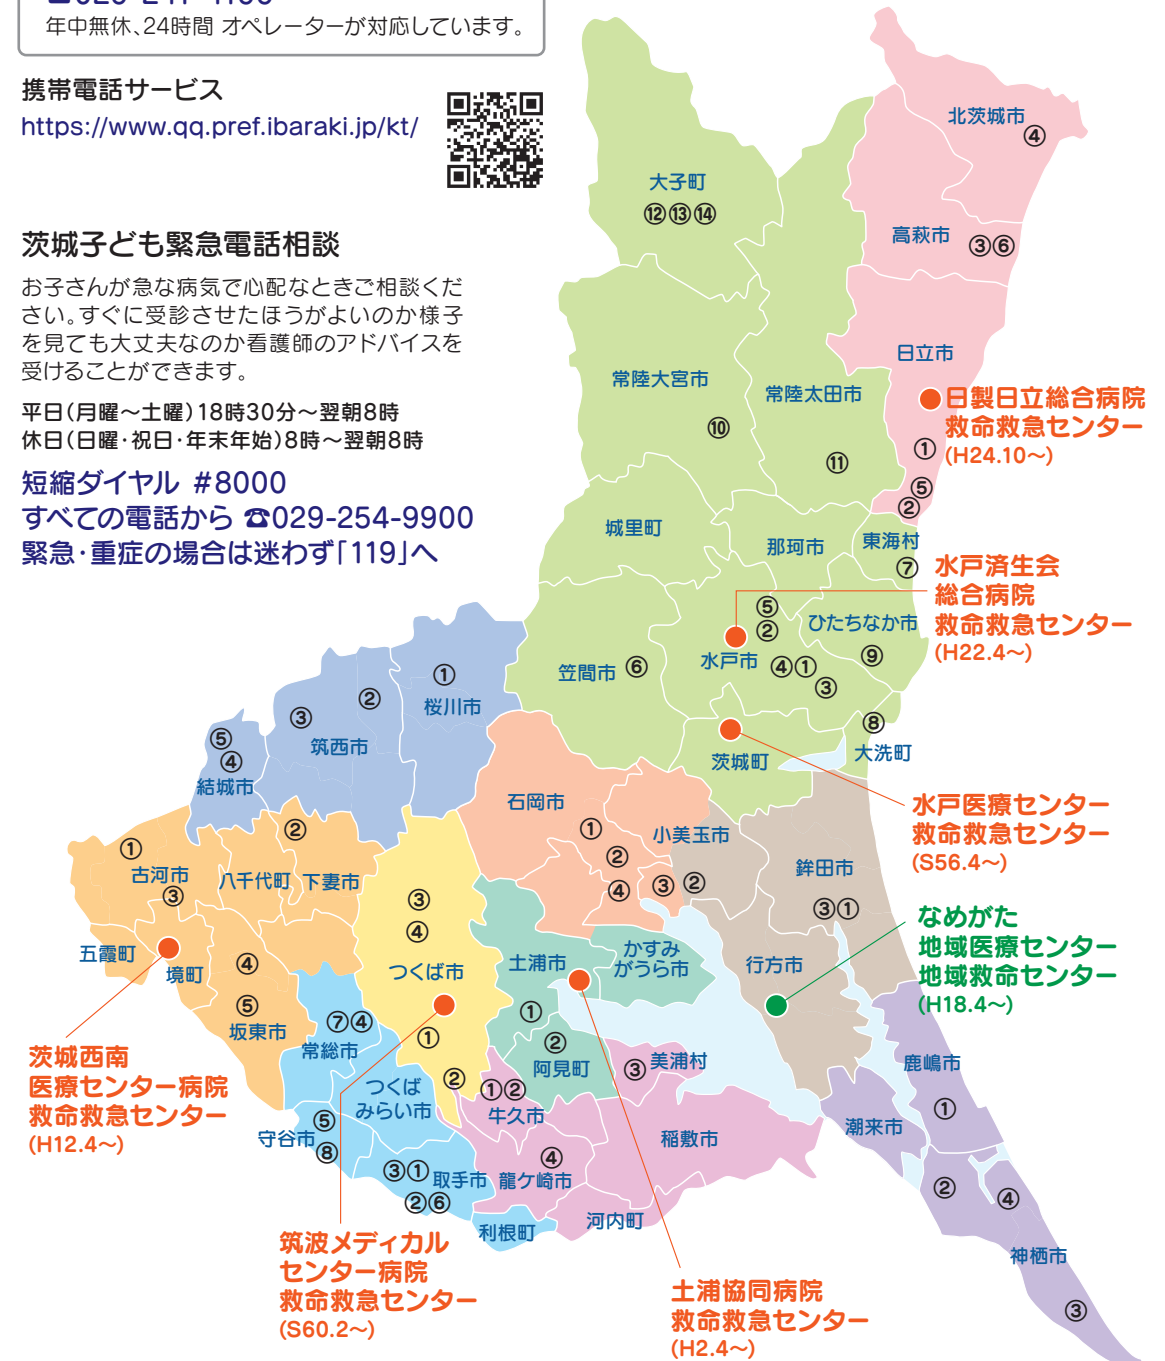 年中無休、24時間 オペレーターが対応しています。
携帯電話サービス
https://www.qq.pref.ibaraki.jp/kt/
茨城子ども緊急電話相談
お子さんが急な病気で心配なときご相談くだ
さい。すぐに受診させたほうがよいのか様子
を見ても大丈夫なのか看護師のアドバイスを
受けることができます。
平日(月曜〜土曜)18時30分〜翌朝8時
休日(日曜・祝日・年末年始)8時〜翌朝8時
短縮ダイヤル #8000
すべての電話から ☎029-254-9900
緊急・重症の場合は迷わず「119」へ
北茨城市
④
大子町
⑫⑬⑭
高萩市
③⑥
日立市
日製日立総合病院
救命救急センター
(H24.10〜)
①
⑤
②
常陸大宮市
⑩
常陸太田市
⑪
城里町
那珂市
東海村
⑦
水戸済生会
総合病院
救命救急センター
(H22.4〜)
⑤
②
ひたちなか市
⑨
水戸市
④①
③
笠間市 ⑥
⑧
大洗町
茨城町
水戸医療センター
救命救急センター
(S56.4〜)
①
桜川市
②
③
筑西市
⑤
④
結城市
石岡市
①
②
④
小美玉市
③
②
鉾田市
③①
なめがた
地域医療センター
地域救命センター
(H18.4〜)
行方市
①
古河市
③
八千代町
②
下妻市
五霞町
境町
④
⑤
坂東市
茨城西南
医療センター病院
救命救急センター
(H12.4〜)
③
④
つくば市
①
②
土浦市
①
かすみ
がうら市
②
阿見町
③
美浦村
⑦④
常総市
つくば
みらい市
①②
牛久市
守谷市
⑤
⑧
③①
取手市
②⑥
④
龍ケ崎市
稲敷市
利根町
河内町
鹿嶋市
①
潮来市
②
④
神栖市
③
筑波メディカル
センター病院
救命救急センター
(S60.2〜)
土浦協同病院
救命救急センター
(H2.4〜)